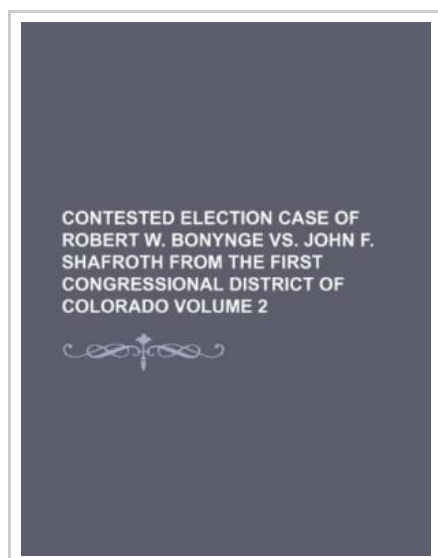 CONTESTED ELECTION CASE OF
ROBERT W. BONYNGE VS. JOHN F.
SHAFROTH FROM THE FIRST
CONGRESSIONAL DISTRICT OF
COLORADO VOLUME 2